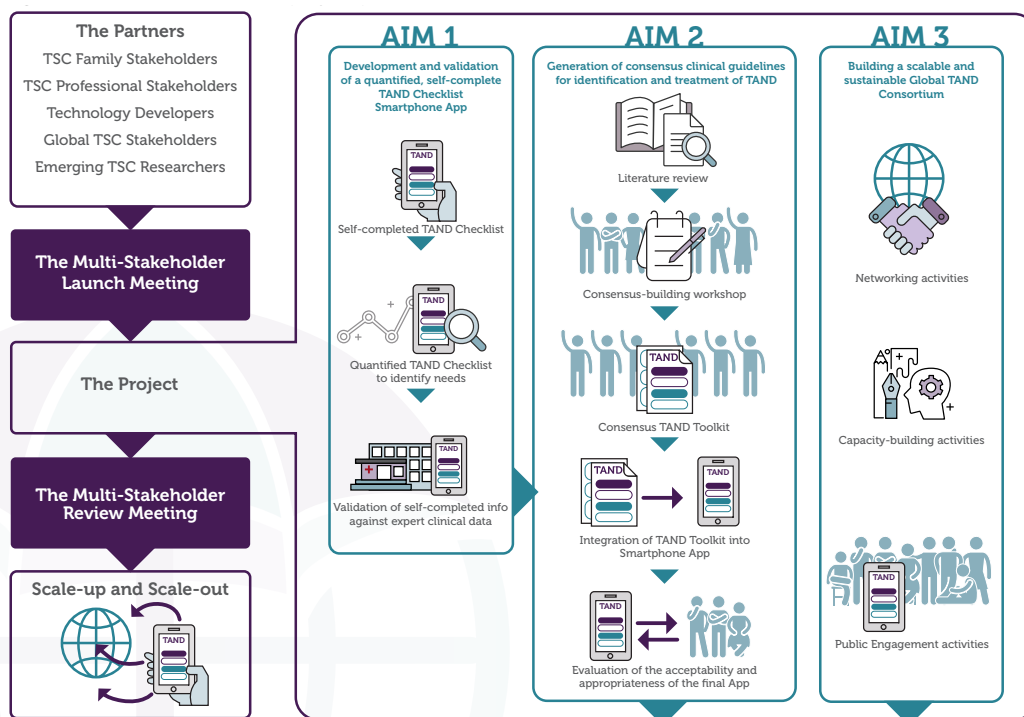 The Partners
TSC Family Stakeholders
TSC Professional Stakeholders
Technology Developers
Global TSC Stakeholders
Emerging TSC Researchers
The Multi-Stakeholder
Launch Meeting
The Project
The Multi-Stakeholder
Review Meeting
Scale-up and Scale-out
TAND
AIM 1
Development and validation
of a quantified, self-complete
TAND Checklist
Smartphone App
TAND
Self-completed TAND Checklist
TAND
Quantified TAND Checklist
to identify needs
TAND
Validation of self-completed info
against expert clinical data
AIM 2
Generation of consensus clinical guidelines
for identification and treatment of TAND
Literature review
Consensus-building workshop
TAND
Consensus TAND Toolkit
TAND
TAND
Integration of TAND Toolkit into
Smartphone App
TAND
Evaluation of the acceptability and
appropriateness of the final App
AIM 3
Building a scalable and
sustainable Global TAND
Consortium
Networking activities
Capacity-building activities
TAND
Public Engagement activities